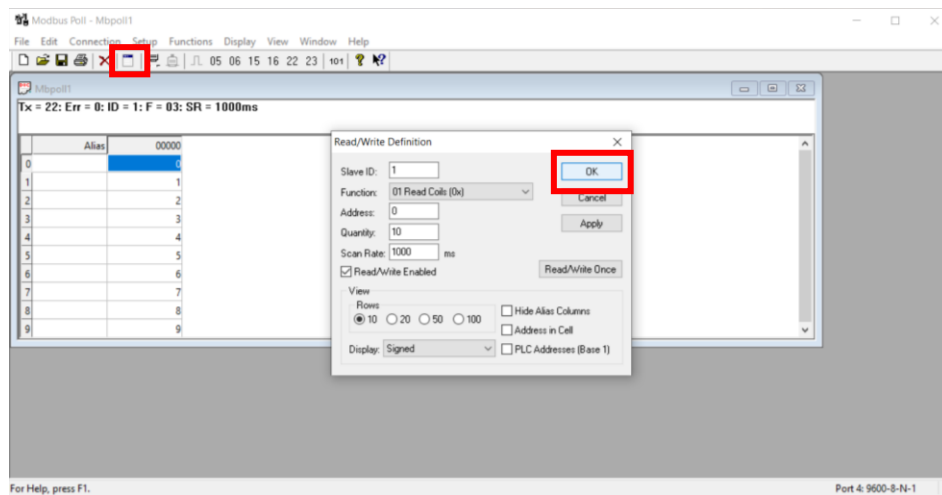 Modbus Poll - Mbpoll1
File Edit Connection Setup Functions Display View Window Help
05 06 15 16 22 23 101
Mbpoll1
Tx = 22: Err = 0: ID = 1: F = 03: SR = 1000ms
Alias 00000
0 0
1 1
2 2
3 3
4 4
5 5
6 6
7 7
8 8
9 9
Read/Write Definition
Slave ID: 1
OK
Function: 01 Read Coils (0x)
Cancel
Address: 0
Apply
Quantity: 10
Scan Rate: 1000 ms
Read/Write Enabled
Read/Write Once
View
Rows
10 20 50 100
Hide Alias Columns
Address in Cell
Display: Signed
PLC Addresses (Base 1)
For Help, press F1.
Port 4: 9600-8-N-1